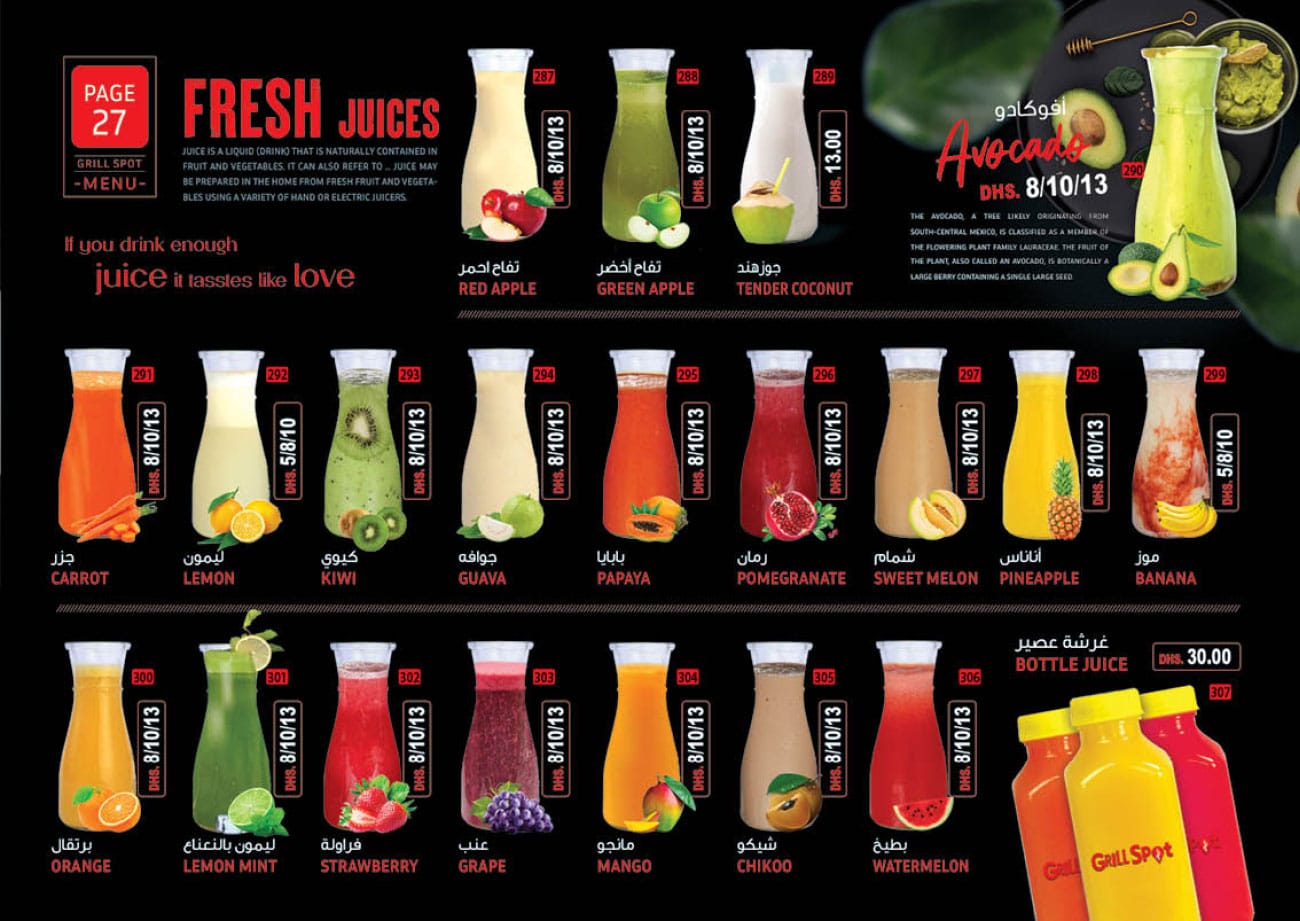 PAGE
27
GRILL SPOT
-MENU-
FRESH JUICES
JUICE IS A LIQUID (DRINK) THAT IS NATURALLY CONTAINED IN
FRUIT AND VEGETABLES. IT CAN ALSO REFER TO .. JUICE MAY
BE PREPARED IN THE HOME FROM FRESH FRUIT AND VEGETA-
BLES USING A VARIETY OF HAND OR ELECTRIC JUICERS.
If you drink enough
juice it tasstes like love
287
DHS. 8/10/13
تفاح احمر
RED APPLE
288
DHS. 8/10/13
تفاح أخضر
GREEN APPLE
289
DHS. 13.00
جوزهند
TENDER COCONUT
أفوكادو
Avocado
290
DHS. 8/10/13
THE AVOCADO, A TREE LIKELY ORIGINATING FROM
SOUTH-CENTRAL MEXICO, IS CLASSIFIED AS A MEMBER OF
THE FLOWERING PLANT FAMILY LAURACEAE. THE FRUIT OF
THE PLANT, ALSO CALLED AN AVOCADO, IS BOTANICALLY A
LARGE BERRY CONTAINING A SINGLE LARGE SEED.
291
DHS. 8/10/13
جزر
CARROT
292
DHS. 5/8/10
ليمون
LEMON
293
DHS. 8/10/13
كيوي
KIWI
294
DHS. 8/10/13
جوافه
GUAVA
295
DHS. 8/10/13
بابايا
PAPAYA
296
DHS. 8/10/13
رمان
POMEGRANATE
297
DHS. 8/10/13
شمام
SWEET MELON
298
DHS. 8/10/13
أناناس
PINEAPPLE
299
DHS. 5/8/10
موز
BANANA
300
DHS. 8/10/13
برتقال
ORANGE
301
DHS. 8/10/13
ليمون بالنعناع
LEMON MINT
302
DHS. 8/10/13
فراولة
STRAWBERRY
303
DHS. 8/10/13
عنب
GRAPE
304
DHS. 8/10/13
مانجو
MANGO
305
DHS. 8/10/13
شيكو
CHIKOO
306
DHS. 8/10/13
بطيخ
WATERMELON
غرشة عصير
BOTTLE JUICE
DHS. 30.00
307
GRILL SPOT